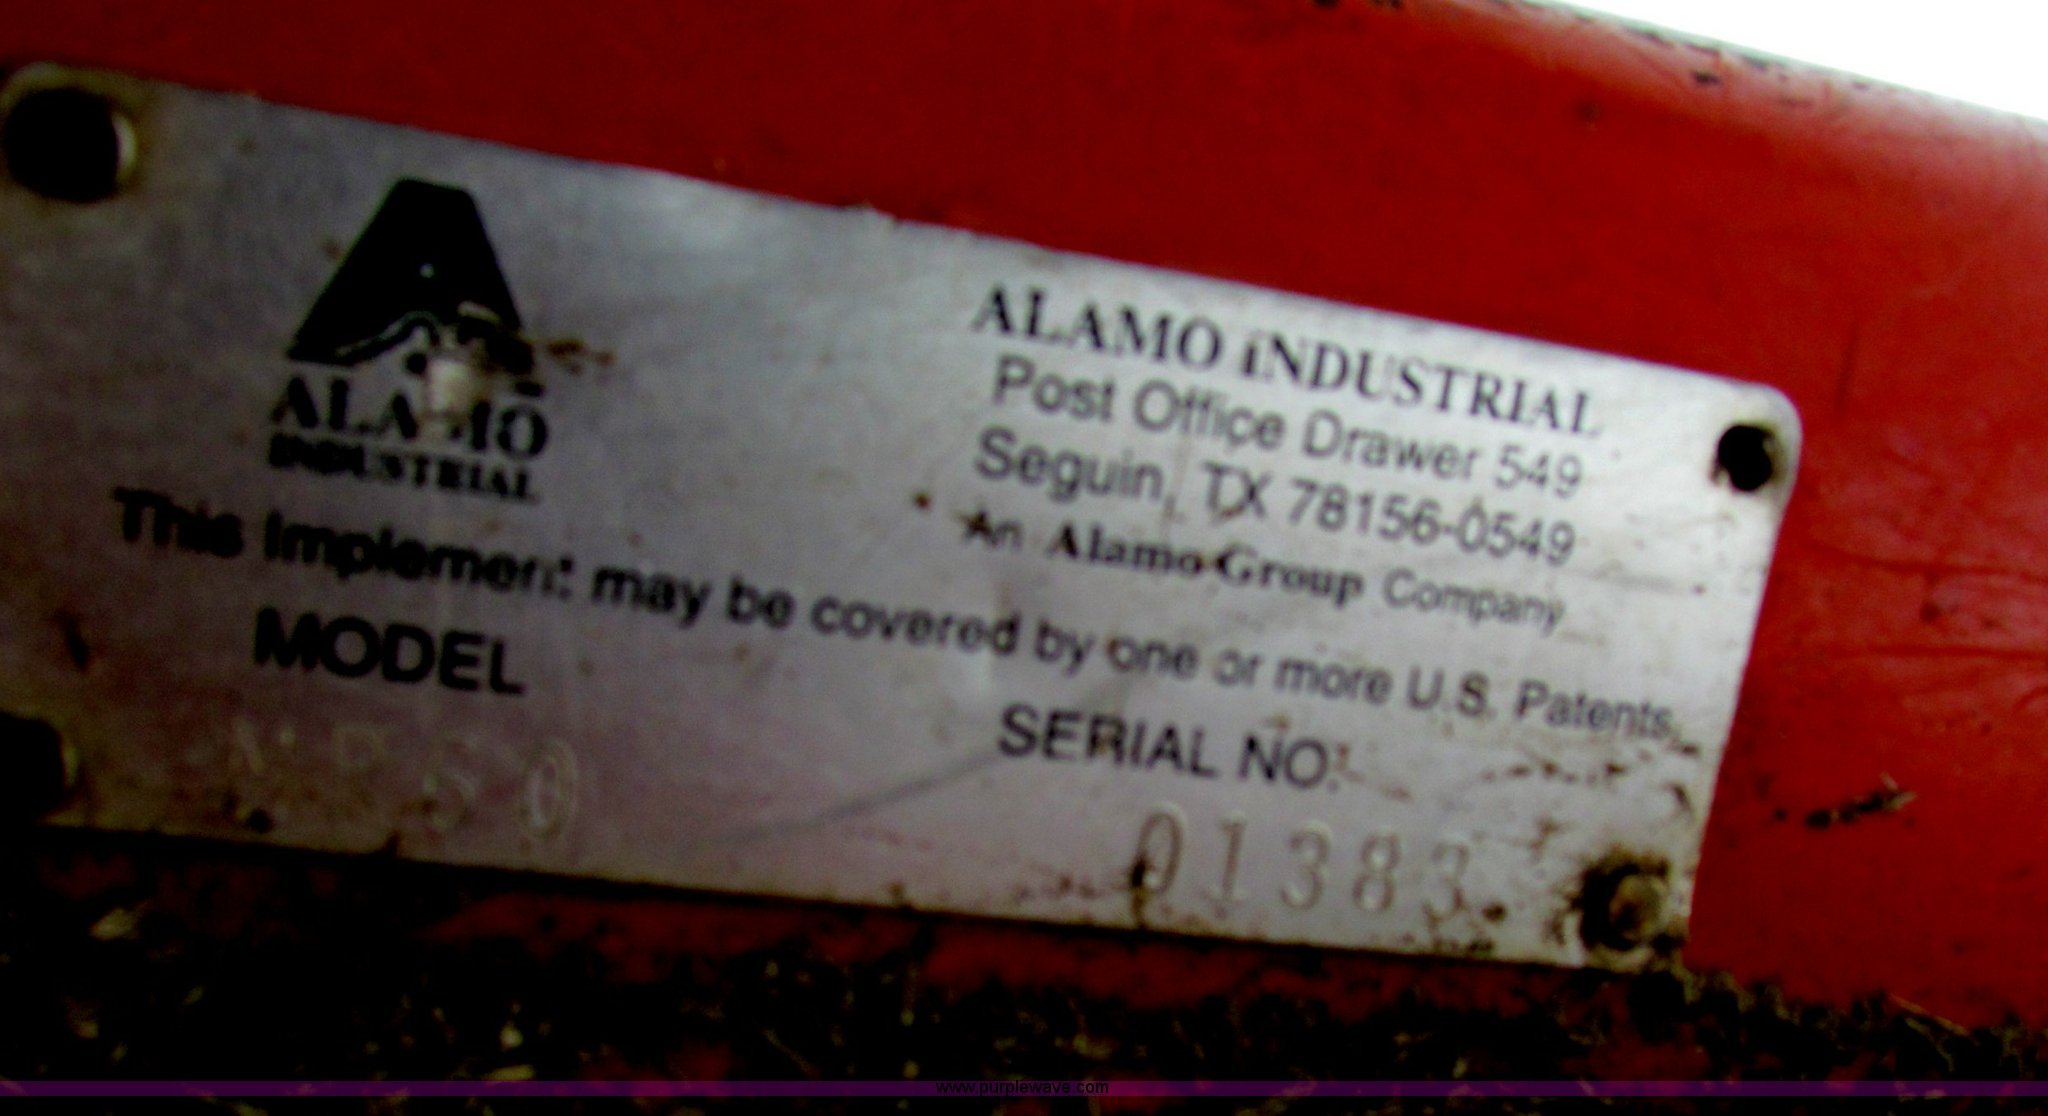 ALAMO
INDUSTRIAL
ALAMO iNDUSTRIAL
Post Office Drawer 549
Seguin, TX 78156-0549
An Alamo Group Company
This Implement may be covered by one or more U.S. Patents.
MODEL
SERIAL NO.
01383
www.purplewave.com